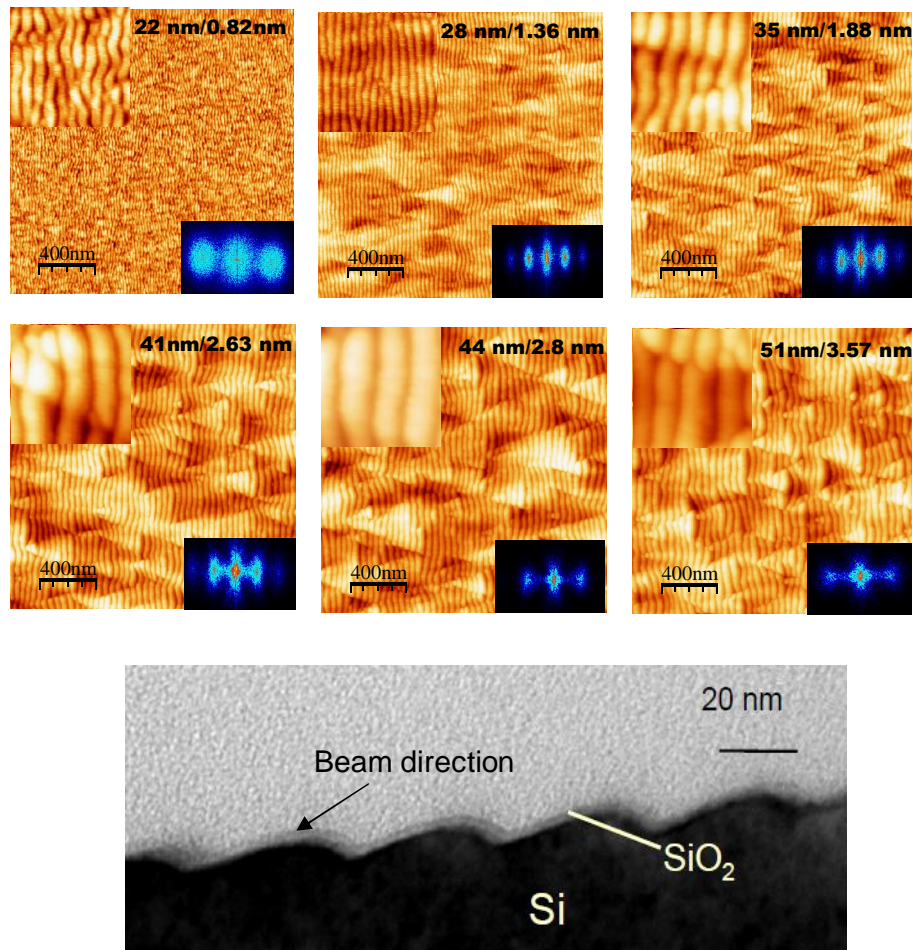 22 nm/0.82nm
28 nm/1.36 nm
35 nm/1.88 nm
400nm
400nm
400nm
41nm/2.63 nm
44 nm/2.8 nm
51nm/3.57 nm
400nm
400nm
400nm
20 nm
Beam direction
SiO₂
Si